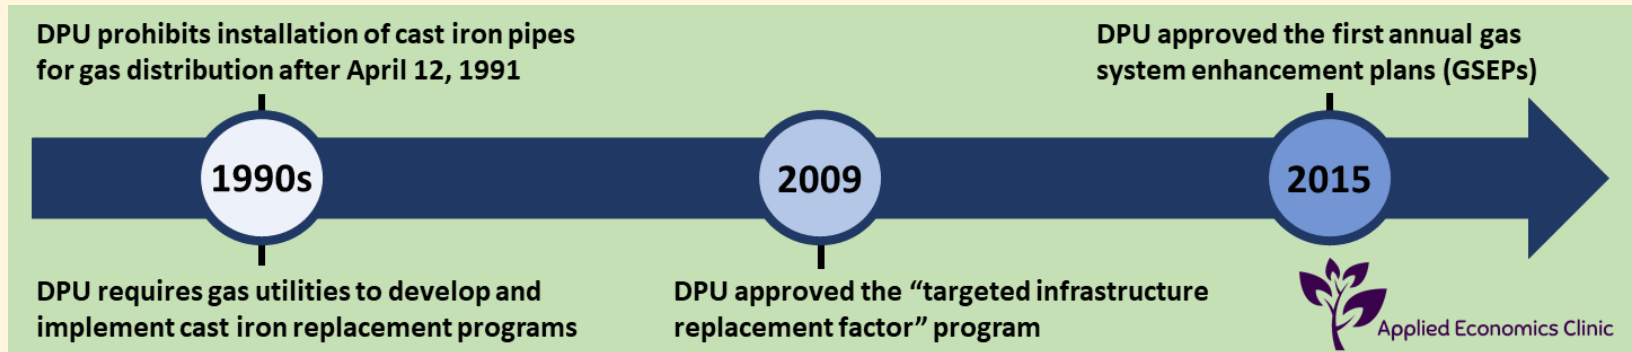 DPU prohibits installation of cast iron pipes
for gas distribution after April 12, 1991
DPU approved the first annual gas
system enhancement plans (GSEPs)
1990s
2009
2015
DPU requires gas utilities to develop and
implement cast iron replacement programs
DPU approved the “targeted infrastructure
replacement factor” program
Applied Economics Clinic